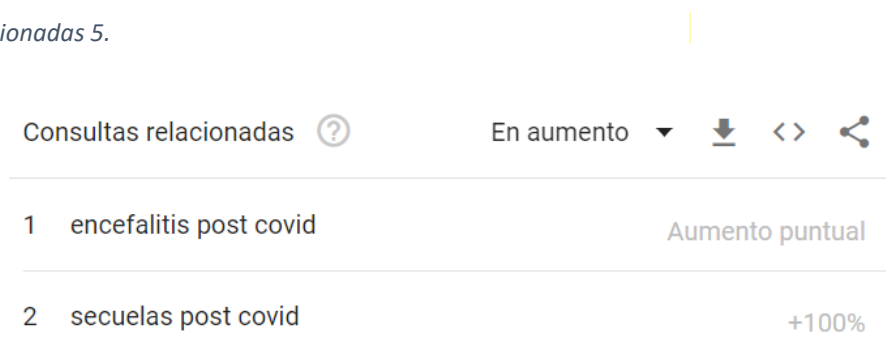 ionadas 5.
Consultas relacionadas ? En aumento
1 encefalitis post covid Aumento puntual
2 secuelas post covid +100%